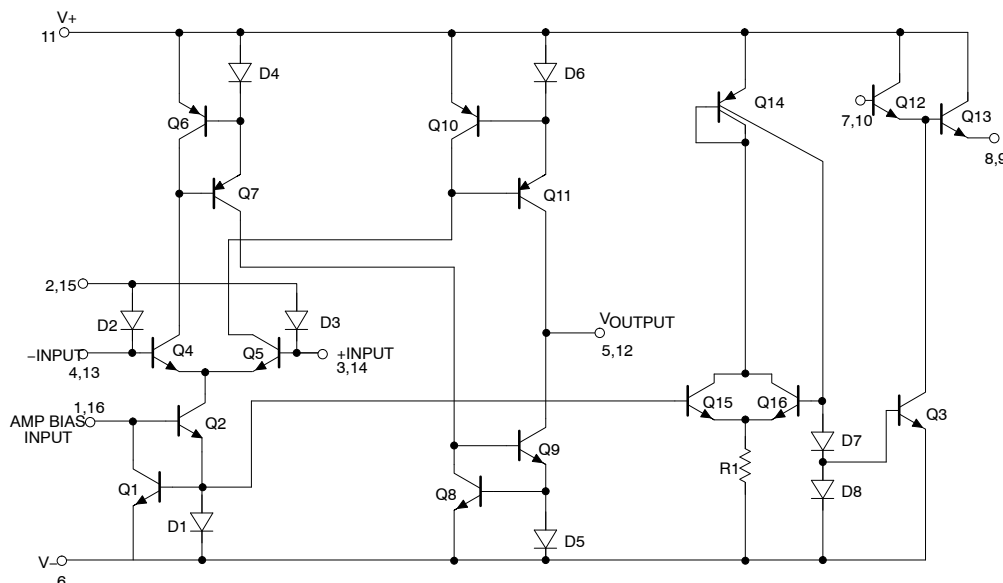 V+
11
D4
D6
Q6
Q10
Q14
Q12
Q13
7,10
8,9
Q7
Q11
2,15
D2
D3
VOUTPUT
5,12
–INPUT
4,13
Q4
Q5
+INPUT
3,14
1,16
AMP BIAS
INPUT
Q2
Q15
Q16
Q3
Q9
D7
R1
Q1
Q8
D8
D1
D5
V–
6